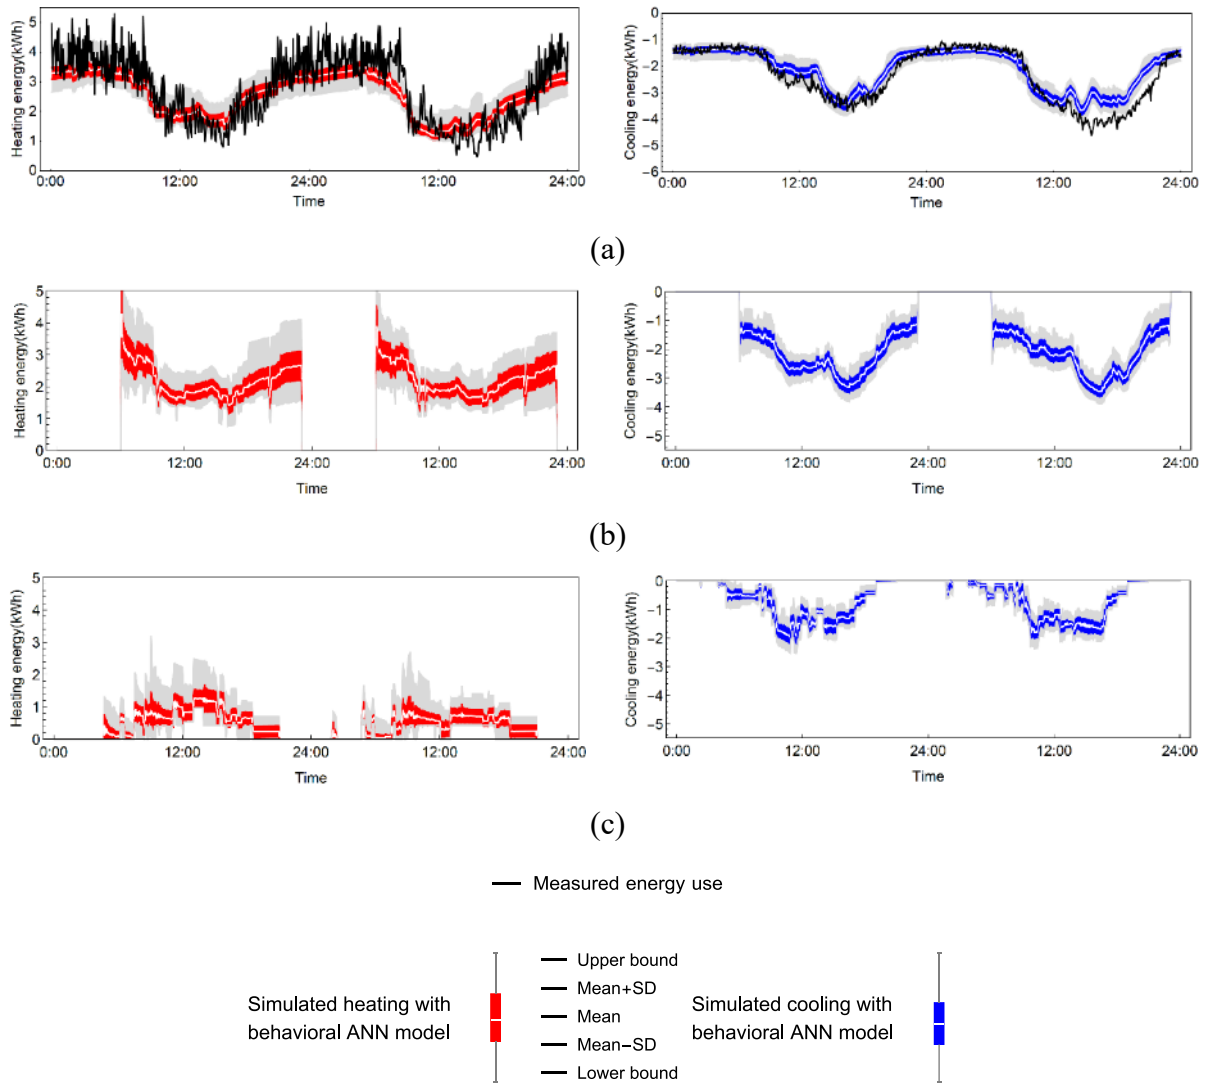 5
4
3
2
1
0
Heating energy(kWh)
0:00 12:00 24:00 12:00 24:00
Time
0
−1
−2
−3
−4
−5
−6
Cooling energy(kWh)
0:00 12:00 24:00 12:00 24:00
Time
(a)
5
4
3
2
1
0
Heating energy(kWh)
0:00 12:00 24:00 12:00 24:00
Time
0
−1
−2
−3
−4
−5
Cooling energy(kWh)
0:00 12:00 24:00 12:00 24:00
Time
(b)
5
4
3
2
1
0
Heating energy(kWh)
0:00 12:00 24:00 12:00 24:00
Time
0
−1
−2
−3
−4
−5
Cooling energy(kWh)
0:00 12:00 24:00 12:00 24:00
Time
(c)
Measured energy use
Simulated heating with
behavioral ANN model
Upper bound
Mean+SD
Mean
Mean−SD
Lower bound
Simulated cooling with
behavioral ANN model